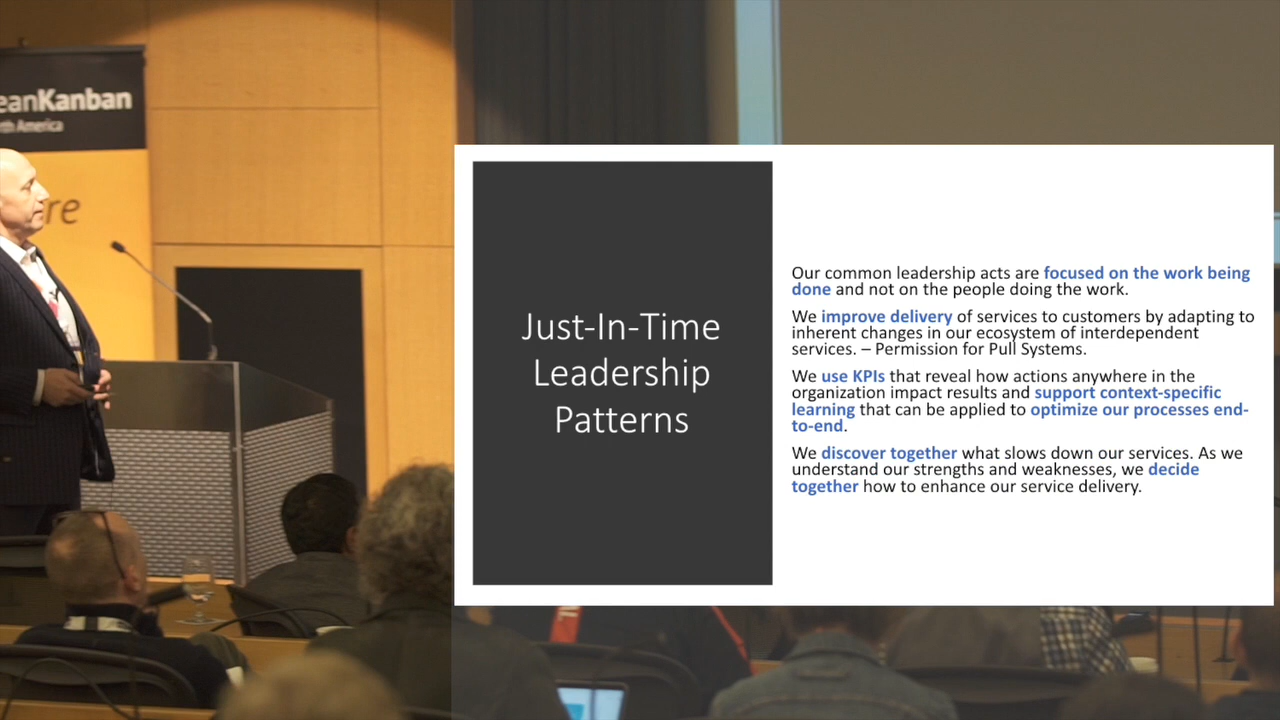 eanKanban
th America
re
Just-In-Time
Leadership
Patterns
Our common leadership acts are focused on the work being
done and not on the people doing the work.
We improve delivery of services to customers by adapting to
inherent changes in our ecosystem of interdependent
services. – Permission for Pull Systems.
We use KPIs that reveal how actions anywhere in the
organization impact results and support context-specific
learning that can be applied to optimize our processes end-
to-end.
We discover together what slows down our services. As we
understand our strengths and weaknesses, we decide
together how to enhance our service delivery.